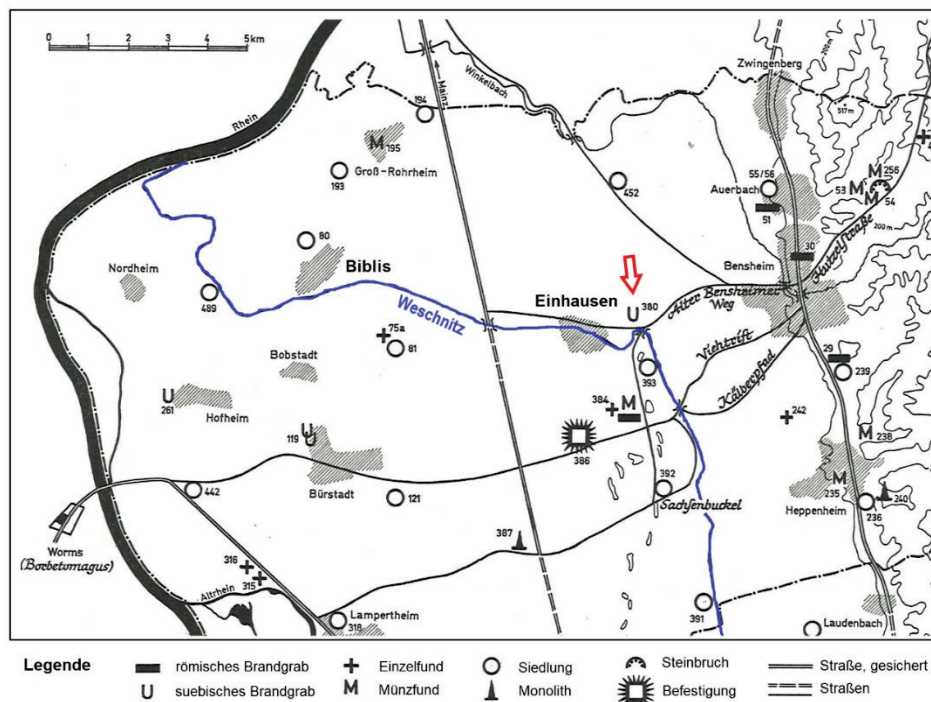 0 1 2 3 4 5km
Zwingenberg
200m
517m
Winkelbach
Mainz
Rhein
194
M
195
Groß-Rohrheim
193
452
55/56
Auerbach
51
53
M
M
256
M
54
200m
80
Biblis
Nordheim
489
Weschnitz
Einhausen
U
380
Alter Bensheimer
Weg
Bensheim
30
Hutzelstraße
75a
81
393
Viehtrift
Kälberpfad
29
239
Bobstadt
U
261
Hofheim
384
M
242
M
238
U
119
Bürstadt
386
442
121
392
Sachsenbuckel
M
235
Heppenheim
236
240
387
Worms
(Borbetomagus)
316
315
Altrhein
Lampertheim
318
391
Laudenbach
Legende
römisches Brandgrab
Einzelfund
Siedlung
Steinbruch
Straße, gesichert
U
suebisches Brandgrab
M
Münzfund
Monolith
Befestigung
Straßen